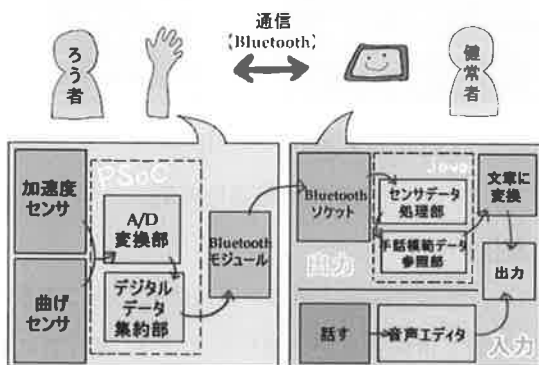 通信
(Bluetooth)
ろう者
健常者
加速度
センサ
曲げ
センサ
PSoC
A/D
変換部
デジタル
データ
集約部
Bluetooth
モジュール
Bluetooth
ソケット
Java
センサデータ
処理部
手話模範データ
参照部
文章に
変換
出力
出力
話す
音声エディタ
入力